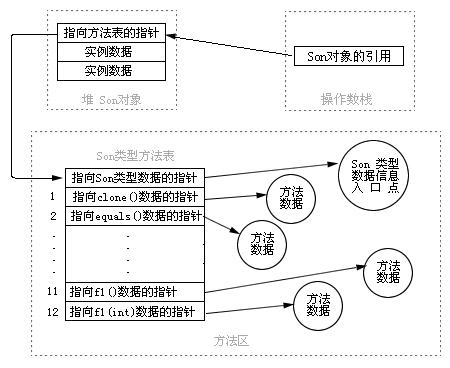 指向方法表的指针
实例数据
实例数据
堆 Son对象
Son对象的引用
操作数栈
Son类型方法表
指向Son类型数据的指针
1 指向clone()数据的指针
2 指向equals()数据的指针
11 指向f1()数据的指针
12 指向f1(int)数据的指针
Son 类型
数据信息
入 口 点
方法
数据
方法
数据
方法
数据
方法
数据
方法区